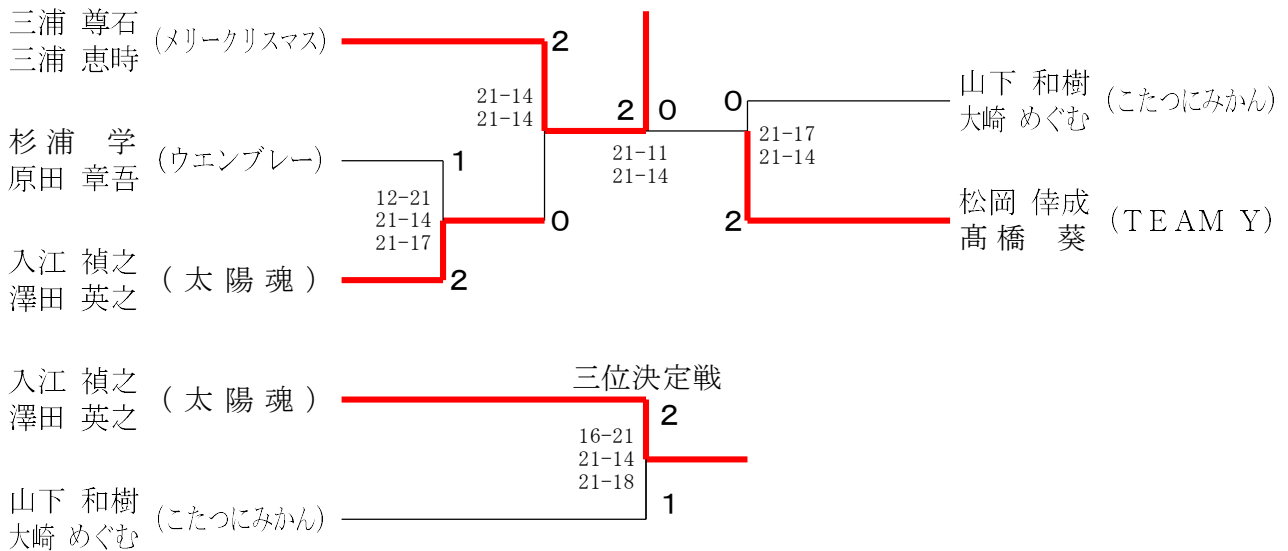 三浦 尊石
三浦 恵時
(メリークリスマス)
2
21-14
21-14
杉浦 学
原田 章吾
(ウエンブレー)
1
12-21
21-14
21-17
0
入江 禎之
澤田 英之
(太陽魂)
2
2
0
21-11
21-14
0
21-17
21-14
2
山下 和樹
大崎 めぐむ
(こたつにみかん)
松岡 倖成
髙橋 葵
(TEAM Y)
三位決定戦
入江 禎之
澤田 英之
(太陽魂)
2
16-21
21-14
21-18
1
山下 和樹
大崎 めぐむ
(こたつにみかん)